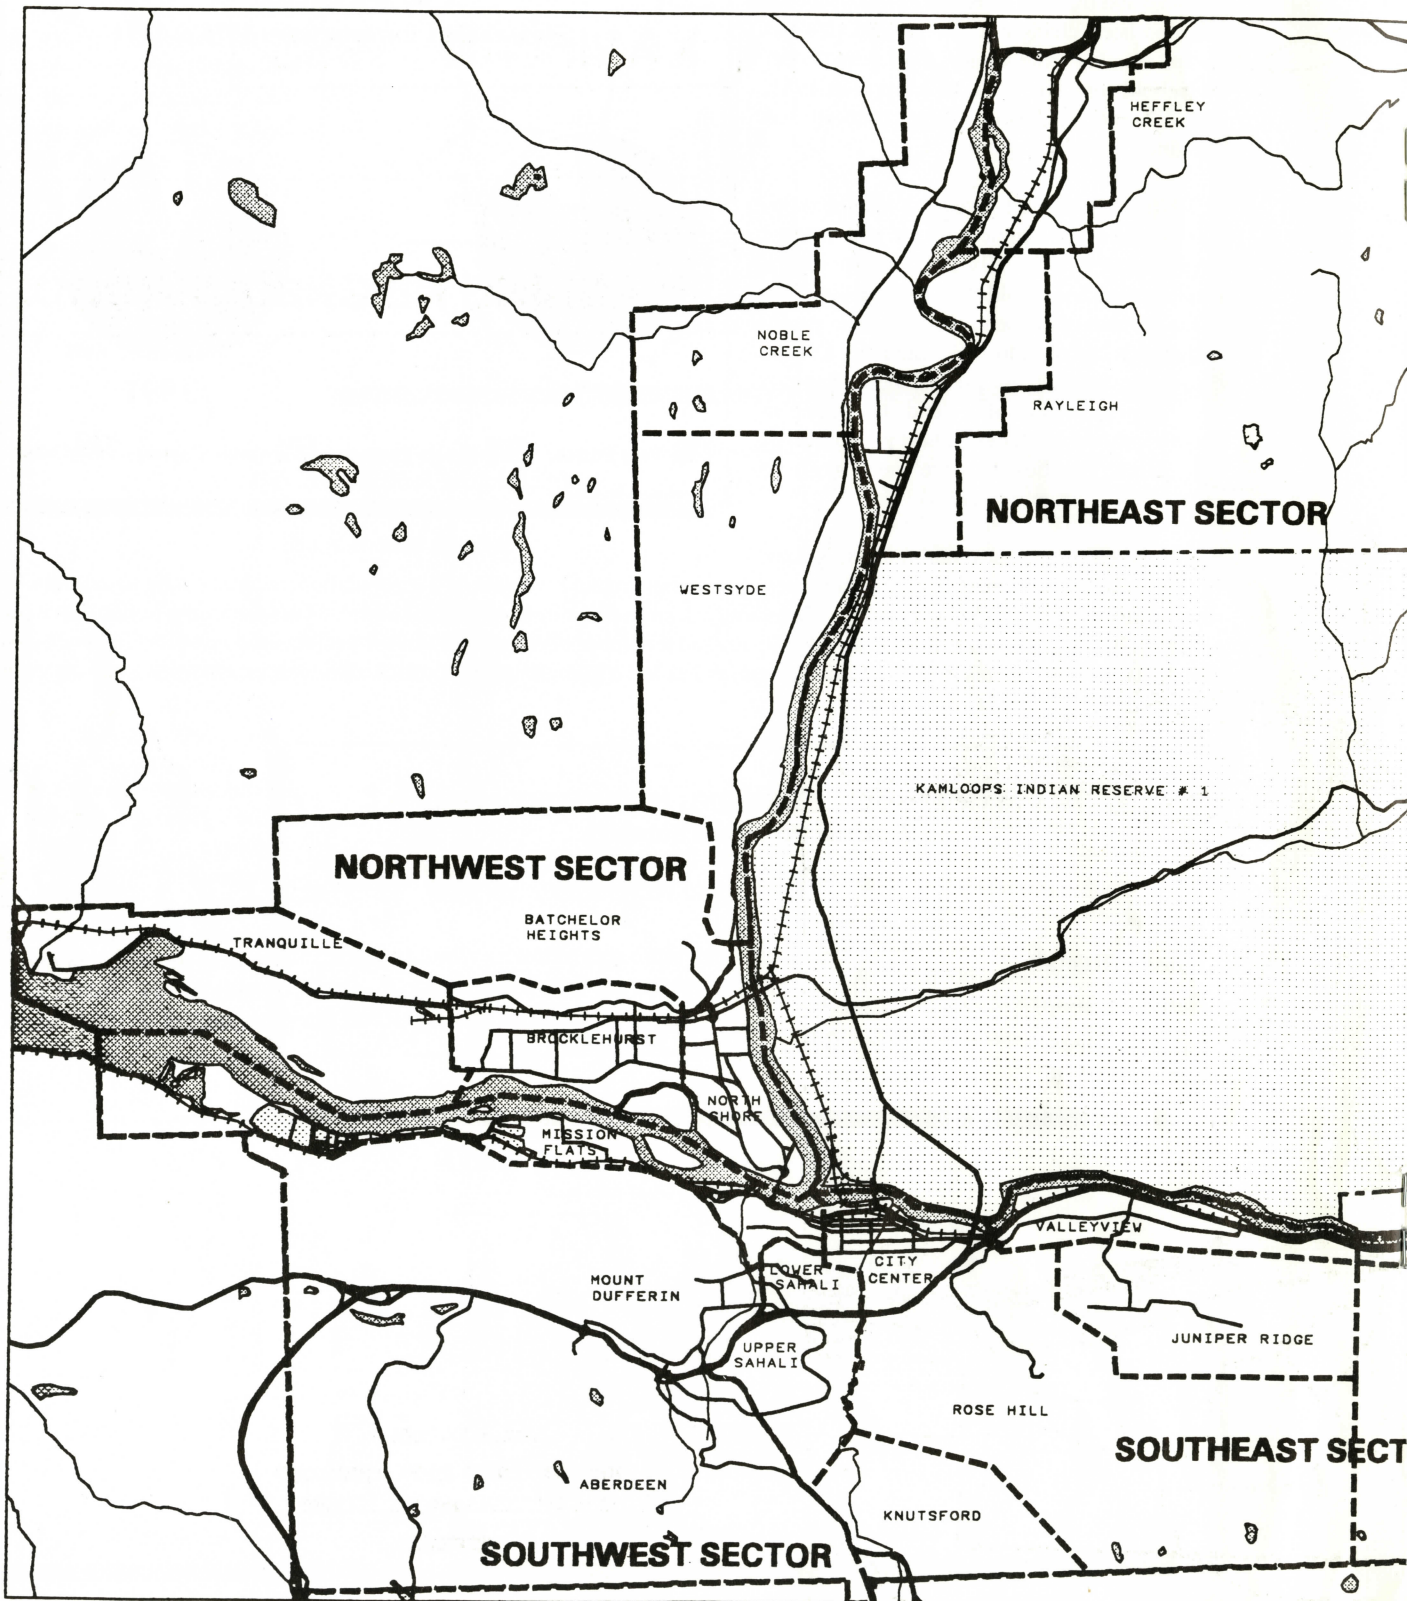 HEFFLEY
CREEK
NOBLE
CREEK
RAYLEIGH
NORTHEAST SECTOR
WESTSYDE
KAMLOOPS INDIAN RESERVE # 1
NORTHWEST SECTOR
BATCHELOR
HEIGHTS
TRANQUILLE
BROCKLEHURST
NORTH
SHORE
MISSION
FLATS
VALLEYVIEW
CITY
CENTER
LOWER
SAHALI
MOUNT
DUFFERIN
JUNIPER RIDGE
UPPER
SAHALI
ROSE HILL
SOUTHEAST SECT
ABERDEEN
KNUTSFORD
SOUTHWEST SECTOR